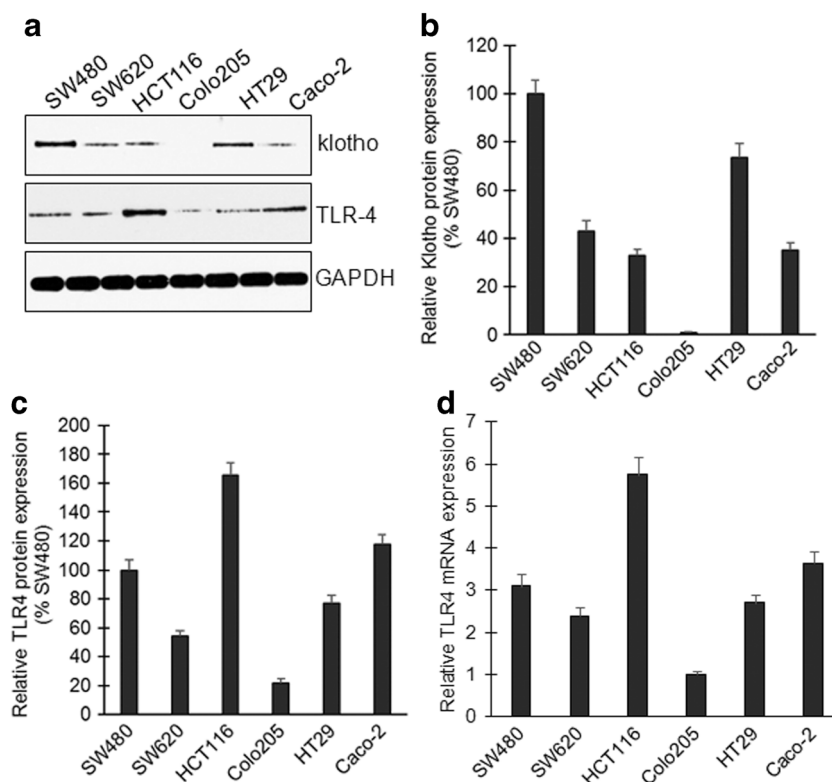 a
SW480
SW620
HCT116
Colo205
HT29
Caco-2
klotho
TLR-4
GAPDH
b
Relative Klotho protein expression
(% SW480)
120
100
80
60
40
20
0
SW480
SW620
HCT116
Colo205
HT29
Caco-2
c
Relative TLR4 protein expression
(% SW480)
200
180
160
140
120
100
80
60
40
20
0
SW480
SW620
HCT116
Colo205
HT29
Caco-2
d
Relative TLR4 mRNA expression
7
6
5
4
3
2
1
0
SW480
SW620
HCT116
Colo205
HT29
Caco-2